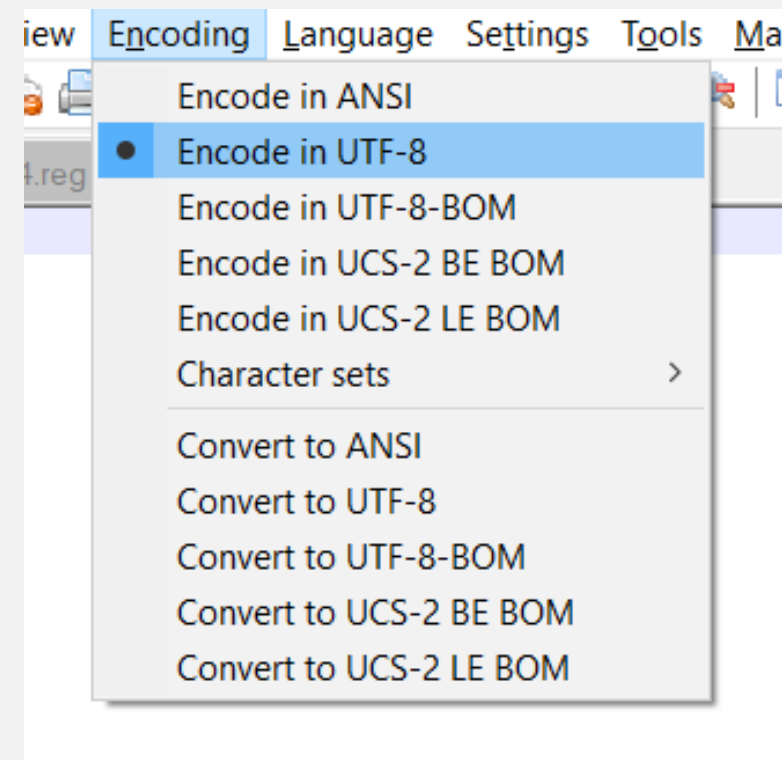 iew Encoding Language Settings Tools Ma
4.reg
Encode in ANSI
Encode in UTF-8
Encode in UTF-8-BOM
Encode in UCS-2 BE BOM
Encode in UCS-2 LE BOM
Character sets
Convert to ANSI
Convert to UTF-8
Convert to UTF-8-BOM
Convert to UCS-2 BE BOM
Convert to UCS-2 LE BOM